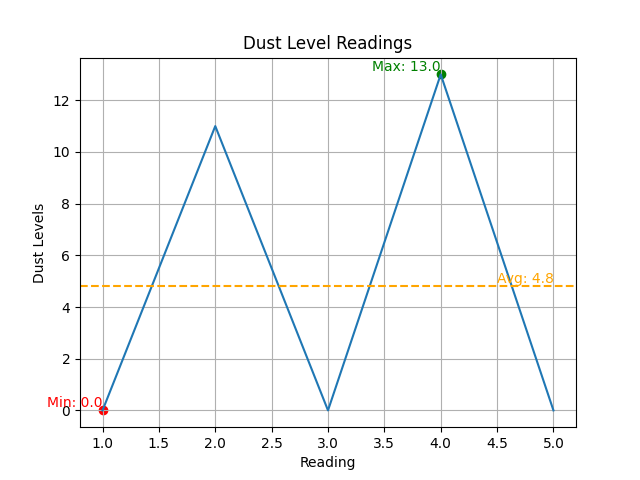 Dust Level Readings
Max: 13.0
12
10
8
6
4
2
0
Dust Levels
Avg: 4.8
Min: 0.0
1.0 1.5 2.0 2.5 3.0 3.5 4.0 4.5 5.0
Reading